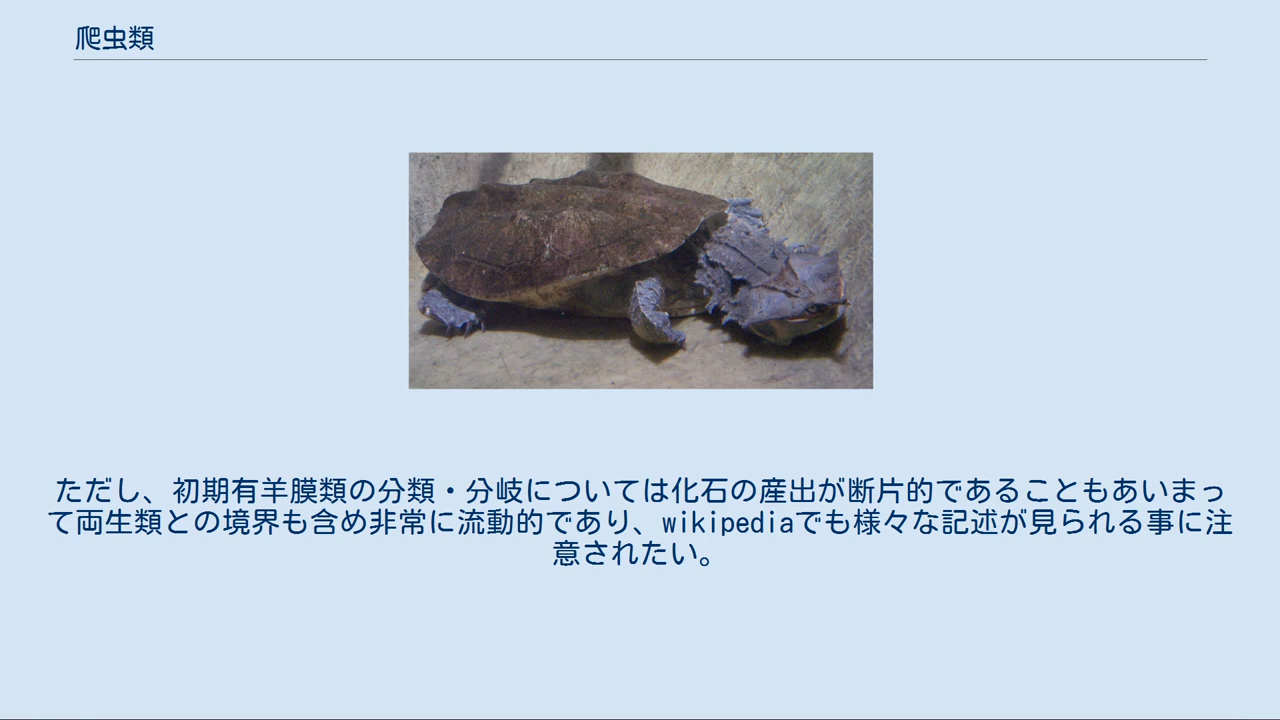 爬虫類
ただし、初期有羊膜類の分類・分岐については化石の産出が断片的であることもあいまっ
て両生類との境界も含め非常に流動的であり、wikipediaでも様々な記述が見られる事に注
意されたい。